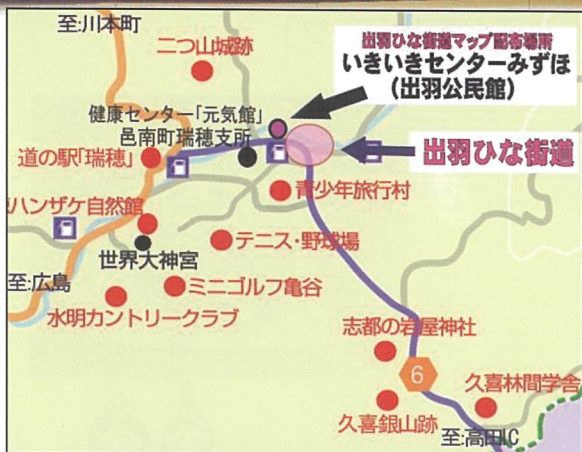 至:川本町
二つ山城跡
出羽ひな街道マップ配布場所
いきいきセンターみずほ
(出羽公民館)
健康センター「元気館」
邑南町瑞穂支所
道の駅「瑞穂」
出羽ひな街道
青少年旅行村
ハンザケ自然館
テニス・野球場
世界大神宮
至:広島
ミニゴルフ亀谷
水明カントリークラブ
志都の岩屋神社
6
久喜林間学舎
久喜銀山跡
至:高田IC